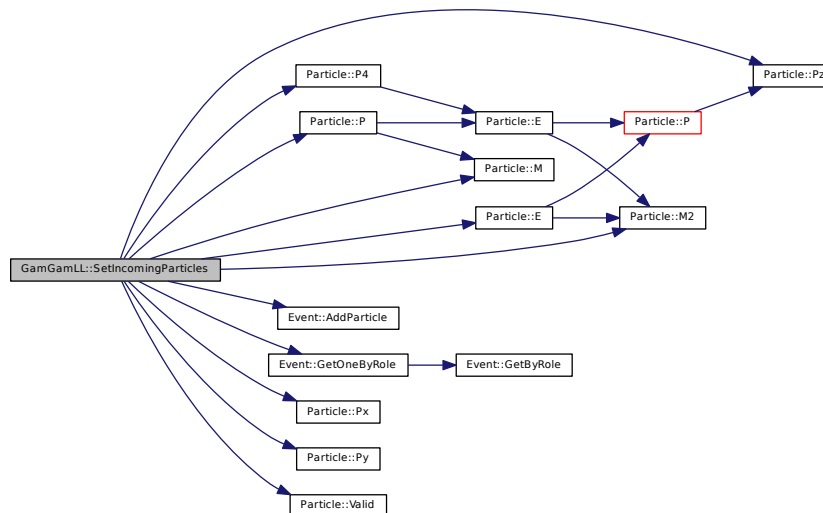 Particle::Pz
Particle::P4
Particle::P
Particle::E
Particle::P
Particle::M
Particle::E
Particle::M2
GamGamLL::SetIncomingParticles
Event::AddParticle
Event::GetOneByRole
Event::GetByRole
Particle::Px
Particle::Py
Particle::Valid